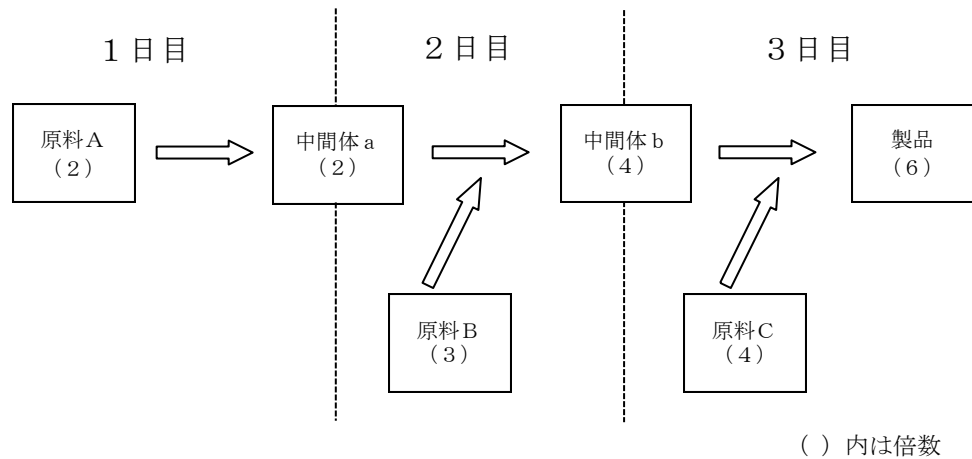 １日目
２日目
３日目
原料A
（２）
中間体a
（２）
中間体b
（４）
製品
（６）
原料B
（３）
原料C
（４）
（ ）内は倍数